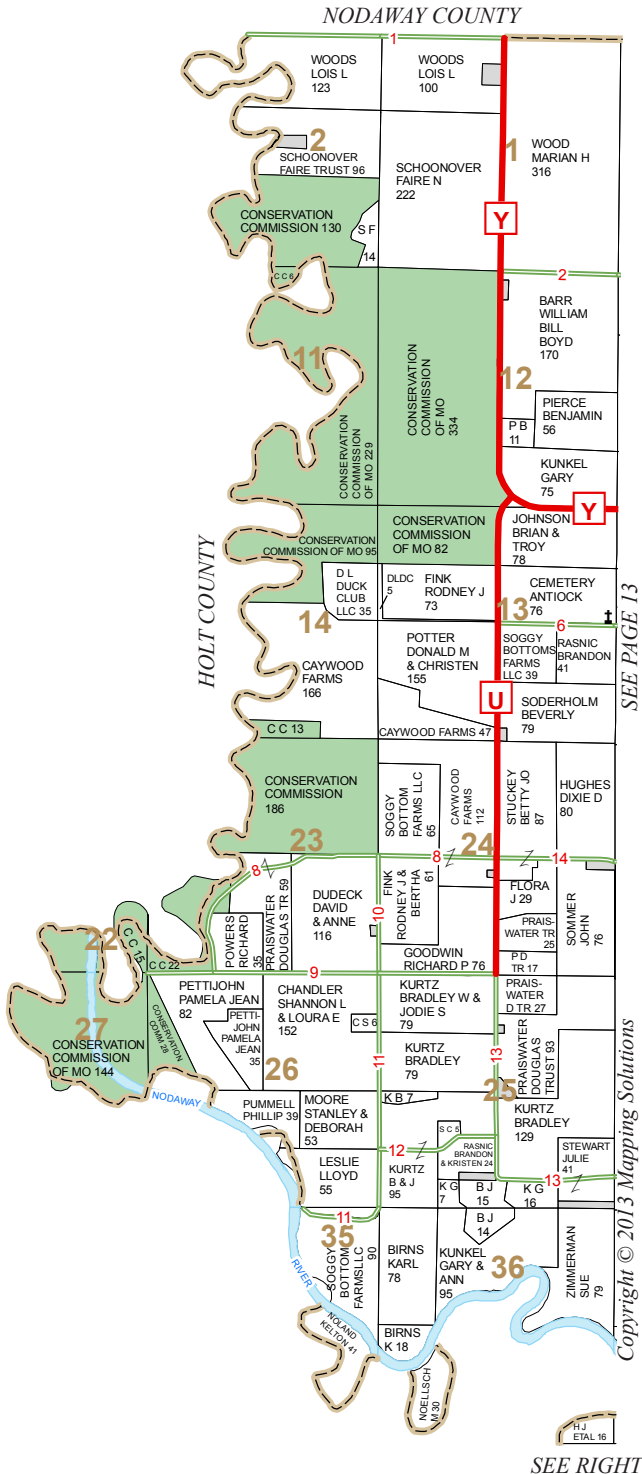 NODAWAY COUNTY
1
WOODS
LOIS L
123
WOODS
LOIS L
100
2
SCHOONOVER
FAIRE TRUST 96
SCHOONOVER
FAIRE N
222
1
WOOD
MARIAN H
316
Y
CONSERVATION
COMMISSION 130
S F
14
C C 6
2
BARR
WILLIAM
BILL
BOYD
170
11
CONSERVATION
COMMISSION
OF MO 229
CONSERVATION
COMMISSION
OF MO
334
12
PIERCE
BENJAMIN
56
P B
11
KUNKEL
GARY
75
Y
CONSERVATION
COMMISSION OF MO 95
CONSERVATION
COMMISSION
OF MO 82
JOHNSON
BRIAN &
TROY
78
HOLT COUNTY
D L
DUCK
CLUB
LLC 35
DLDC
5
FINK
RODNEY J
73
CEMETERY
ANTIOCK
76
13
6
14
SEE PAGE 13
CAYWOOD
FARMS
166
POTTER
DONALD M
& CHRISTEN
155
SOGGY
BOTTOMS
FARMS
LLC 39
RASNIC
BRANDON
41
U
SODERHOLM
BEVERLY
79
C C 13
CAYWOOD FARMS 47
CONSERVATION
COMMISSION
186
SOGGY
BOTTOM
FARMS LLC
65
CAYWOOD
FARMS
112
STUCKEY
BETTY JO
87
HUGHES
DIXIE D
80
23
24
8
8
14
POWERS
RICHARD
35
PRAISWATER
DOUGLAS TR 59
DUDECK
DAVID
& ANNE
116
10
FINK
RODNEY J &
BERTHA
61
FLORA
J 29
PRAIS-
WATER TR
25
SOMMER
JOHN
76
22
C C 15
C C 22
9
GOODWIN
RICHARD P 76
P D
TR 17
PETTIJOHN
PAMELA JEAN
82
CHANDLER
SHANNON L
& LOURA E
152
KURTZ
BRADLEY W &
JODIE S
79
PRAIS-
WATER
D TR 27
27
CONSERVATION
COMMISSION
OF MO 144
CONSERVATION
COMM 28
PETTI-
JOHN
PAMELA
JEAN
35
C S 6
KURTZ
BRADLEY
79
13
PRAISWATER
DOUGLAS
TRUST 93
26
11
25
NODAWAY
PUMMELL
PHILLIP 39
MOORE
STANLEY &
DEBORAH
53
K B 7
KURTZ
BRADLEY
129
S C 5
12
RASNIC
BRANDON
& KRISTEN 24
STEWART
JULIE
41
LESLIE
LLOYD
55
KURTZ
B & J
95
K G
7
B J
15
K G
16
13
11
35
B J
14
SOGGY
BOTTOM
FARMSLLC
90
BIRNS
KARL
78
KUNKEL
GARY &
ANN
95
36
ZIMMERMAN
SUE
79
RIVER
NOLAND
KELTON 41
BIRNS
K 18
NOELLSCH
M 30
Copyright © 2013 Mapping Solutions
H J
ETAL 16
SEE RIGHT